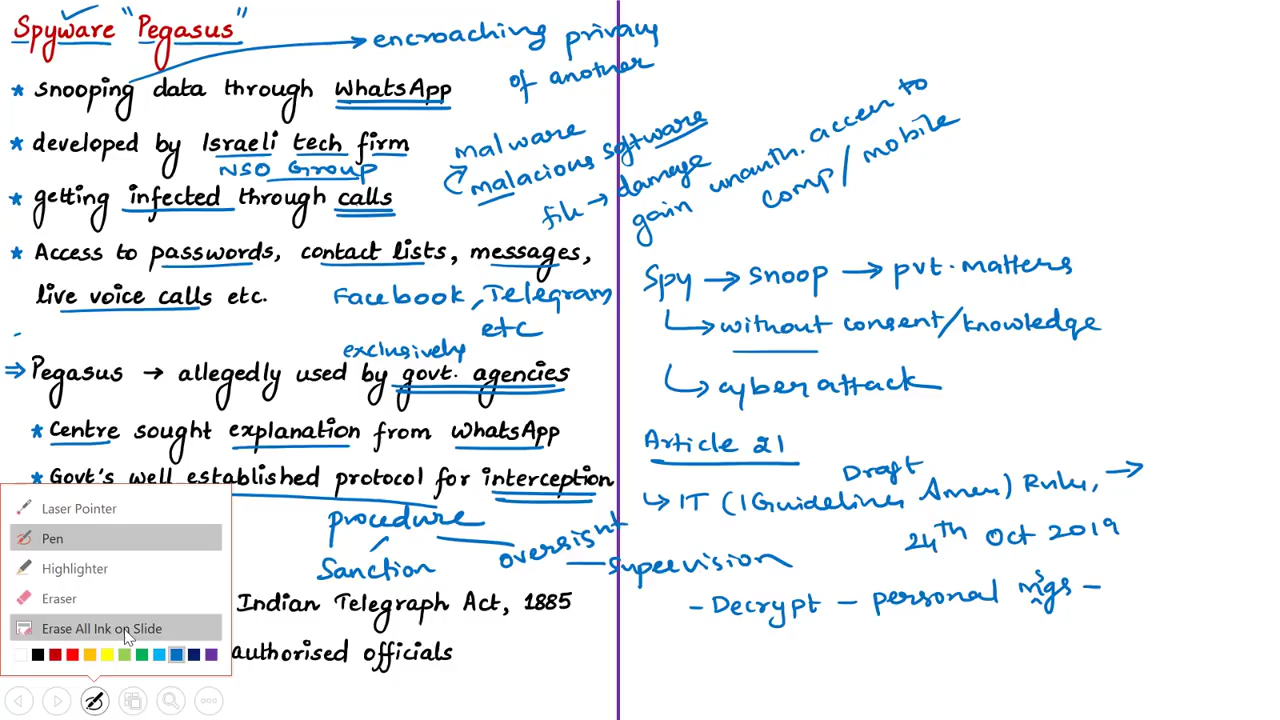 Spyware "Pegasus"
encroaching privacy
of another
* snooping data through WhatsApp
* developed by Israeli tech firm
NSO Group
* getting infected through calls
* Access to passwords, contact lists, messages,
live voice calls etc.
Facebook, Telegram
etc
exclusively
⇒ Pegasus → allegedly used by govt. agencies
* Centre sought explanation from WhatsApp
* Govt's well established protocol for interception
procedure
Sanction
oversight
supervision
Indian Telegraph Act, 1885
authorised officials
malware
malacious software
file → damage
gain unauth. access to
comp/mobile
Spy → Snoop → pvt. matters
→ without consent/knowledge
→ cyber attack
Article 21
Draft
→ IT (IGuidelines Amen) Rules, →
24th Oct 2019
- Decrypt - personal msgs -
Laser Pointer
Pen
Highlighter
Eraser
Erase All Ink on Slide